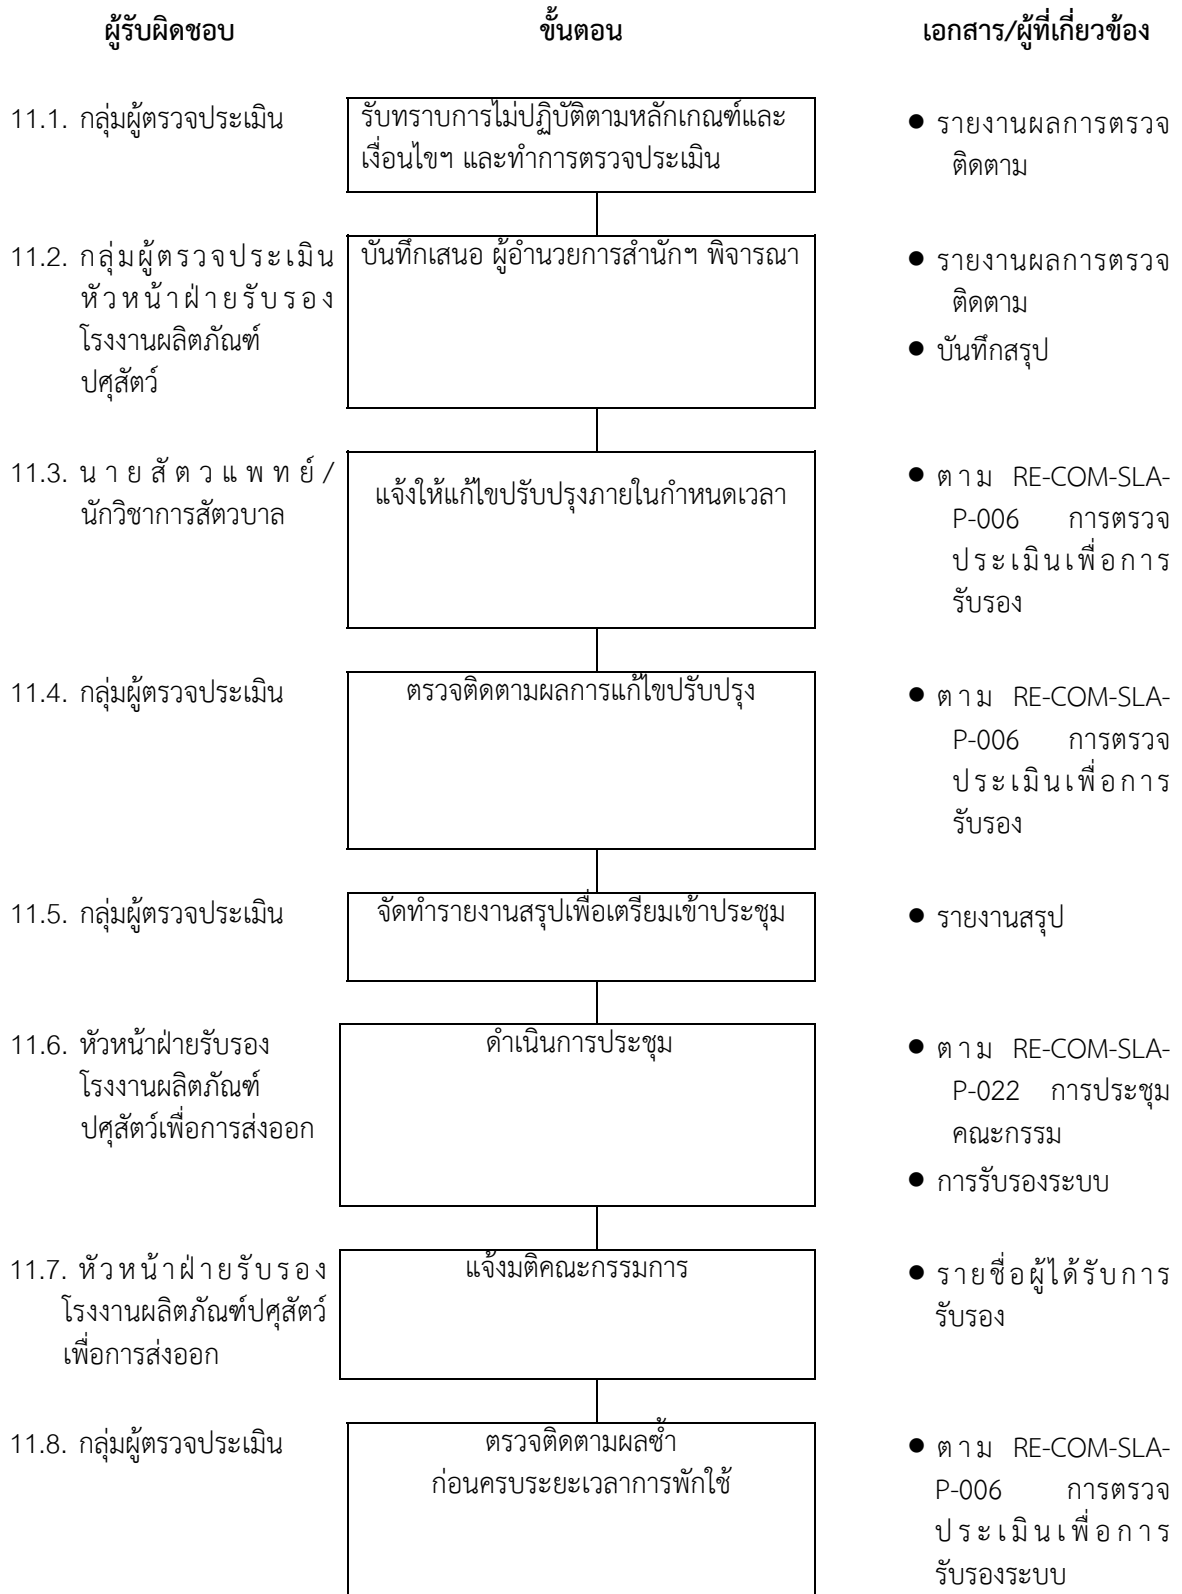 ผู้รับผิดชอบ ขั้นตอน เอกสาร/ผู้ที่เกี่ยวข้อง
11.1. กลุ่มผู้ตรวจประเมิน
รับทราบการไม่ปฏิบัติตามหลักเกณฑ์และ
เงื่อนไขฯ และทำการตรวจประเมิน
● รายงานผลการตรวจ
ติดตาม
11.2. กลุ่มผู้ตรวจประเมิน
หัวหน้าฝ่ายรับรอง
โรงงานผลิตภัณฑ์
ปศุสัตว์
บันทึกเสนอ ผู้อำนวยการสำนักฯ พิจารณา
● รายงานผลการตรวจ
ติดตาม
● บันทึกสรุป
11.3. นายสัตวแพทย์/
นักวิชาการสัตวบาล
แจ้งให้แก้ไขปรับปรุงภายในกำหนดเวลา
● ตาม RE-COM-SLA-
P-006 การตรวจ
ประเมินเพื่อการ
รับรอง
11.4. กลุ่มผู้ตรวจประเมิน
ตรวจติดตามผลการแก้ไขปรับปรุง
● ตาม RE-COM-SLA-
P-006 การตรวจ
ประเมินเพื่อการ
รับรอง
11.5. กลุ่มผู้ตรวจประเมิน
จัดทำรายงานสรุปเพื่อเตรียมเข้าประชุม
● รายงานสรุป
11.6. หัวหน้าฝ่ายรับรอง
โรงงานผลิตภัณฑ์
ปศุสัตว์เพื่อการส่งออก
ดำเนินการประชุม
● ตาม RE-COM-SLA-
P-022 การประชุม
คณะกรรม
● การรับรองระบบ
11.7. หัวหน้าฝ่ายรับรอง
โรงงานผลิตภัณฑ์ปศุสัตว์
เพื่อการส่งออก
แจ้งมติคณะกรรมการ
● รายชื่อผู้ได้รับการ
รับรอง
11.8. กลุ่มผู้ตรวจประเมิน
ตรวจติดตามผลซ้ำ
ก่อนครบระยะเวลาการพักใช้
● ตาม RE-COM-SLA-
P-006 การตรวจ
ประเมินเพื่อการ
รับรองระบบ